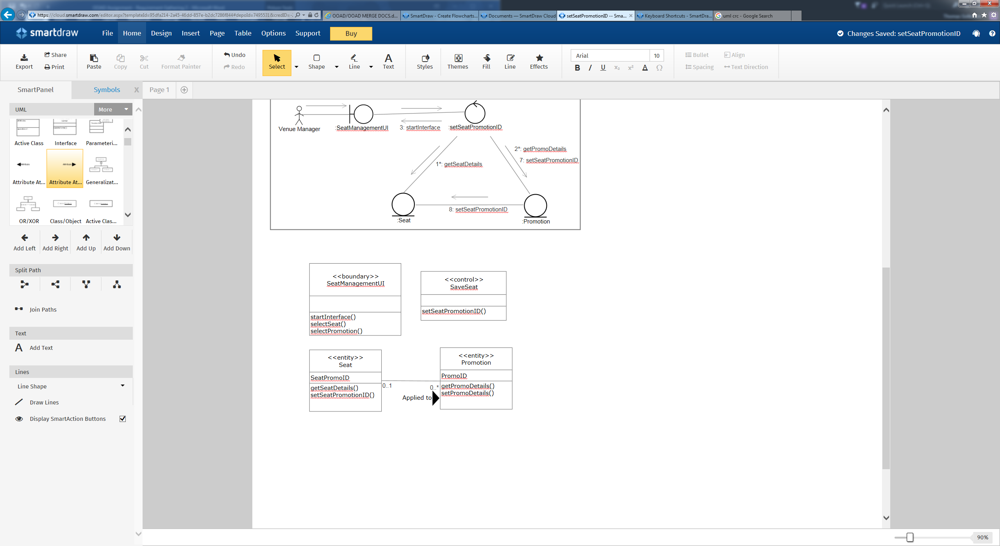 https://cloud.smartdraw.com/editor.aspx?templateId=95dfa214-2a45-46dd-857e-b2dc7286f844#depoId=7495531&credID=-
OOAD/OOAD MERGE DOCS.d...
SmartDraw - Create Flowcharts...
Documents — SmartDraw Cloud
setSeatPromotionID -- Sma...
Keyboard Shortcuts - SmartDra...
uml crc - Google Search
smartdraw
File
Home
Design
Insert
Page
Table
Options
Support
Buy
Changes Saved: setSeatPromotionID
Export
Share
Print
Paste
Copy
Cut
Format Painter
Undo
Redo
Select
Shape
Line
Text
Styles
Themes
Fill
Line
Effects
Arial
10
B I U x₂ x² A Ω
Bullet
Align
Spacing
Text Direction
SmartPanel
Symbols
X
Page 1
UML
More
Active Class
Interface
Parameteri...
Attribute At...
Attribute At...
Generalizat...
OR/XOR
Class/Object
Active Clas...
Add Left
Add Right
Add Up
Add Down
Split Path
Join Paths
Text
A Add Text
Lines
Line Shape
Draw Lines
Display SmartAction Buttons
Venue Manager
:SeatManagementUI
3: startInterface
:setSeatPromotionID
2*: getPromoDetails
7: setSeatPromotionID
1*: getSeatDetails
8: setSeatPromotionID
:Seat
:Promotion
<<boundary>>
SeatManagementUI
startInterface()
selectSeat()
selectPromotion()
<<control>>
SaveSeat
setSeatPromotionID()
<<entity>>
Seat
SeatPromoID
getSeatDetails()
setSeatPromotionID()
0..1
0..*
Applied to
<<entity>>
Promotion
PromoID
getPromoDetails()
setPromoDetails()
90%